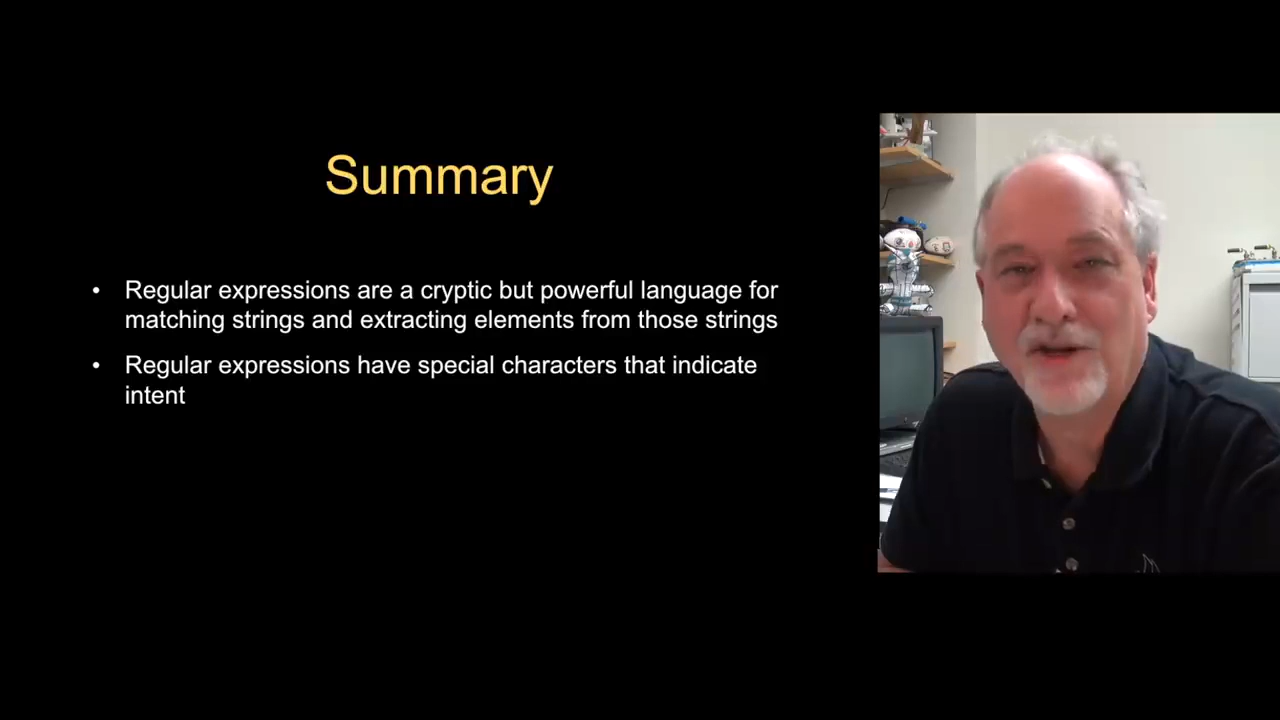 Summary
• Regular expressions are a cryptic but powerful language for
matching strings and extracting elements from those strings
• Regular expressions have special characters that indicate
intent